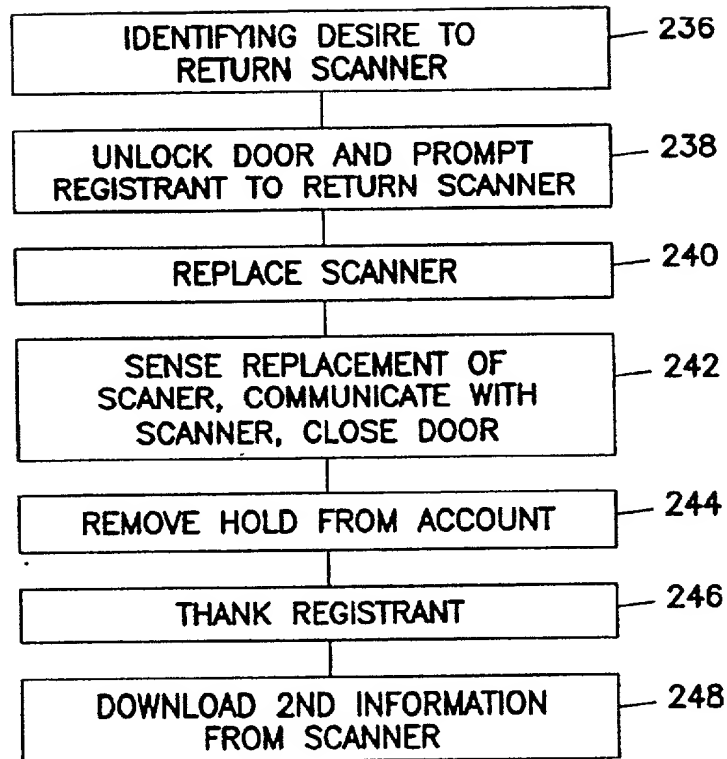 IDENTIFYING DESIRE TO
RETURN SCANNER
236
UNLOCK DOOR AND PROMPT
REGISTRANT TO RETURN SCANNER
238
REPLACE SCANNER
240
SENSE REPLACEMENT OF
SCANER, COMMUNICATE WITH
SCANNER, CLOSE DOOR
242
REMOVE HOLD FROM ACCOUNT
244
THANK REGISTRANT
246
DOWNLOAD 2ND INFORMATION
FROM SCANNER
248